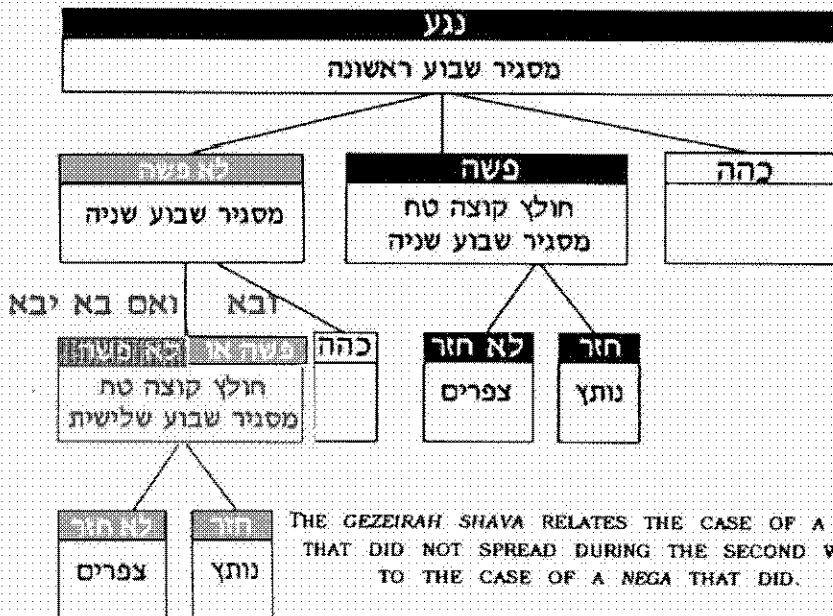 נגע
מסגיר שבוע ראשונה
כהה
פשה
חולץ קוצה טח
מסגיר שבוע שניה
לא פשה
מסגיר שבוע שניה
ובא
ואם בא יבא
חזר
נותץ
לא חזר
צפרים
כהה
פשה או לא פשה
חולץ קוצה טח
מסגיר שבוע שלישית
חזר
נותץ
לא חזר
צפרים
THE GEZEIRAH SHAVA RELATES THE CASE OF A
THAT DID NOT SPREAD DURING THE SECOND W
TO THE CASE OF A NEGA THAT DID.